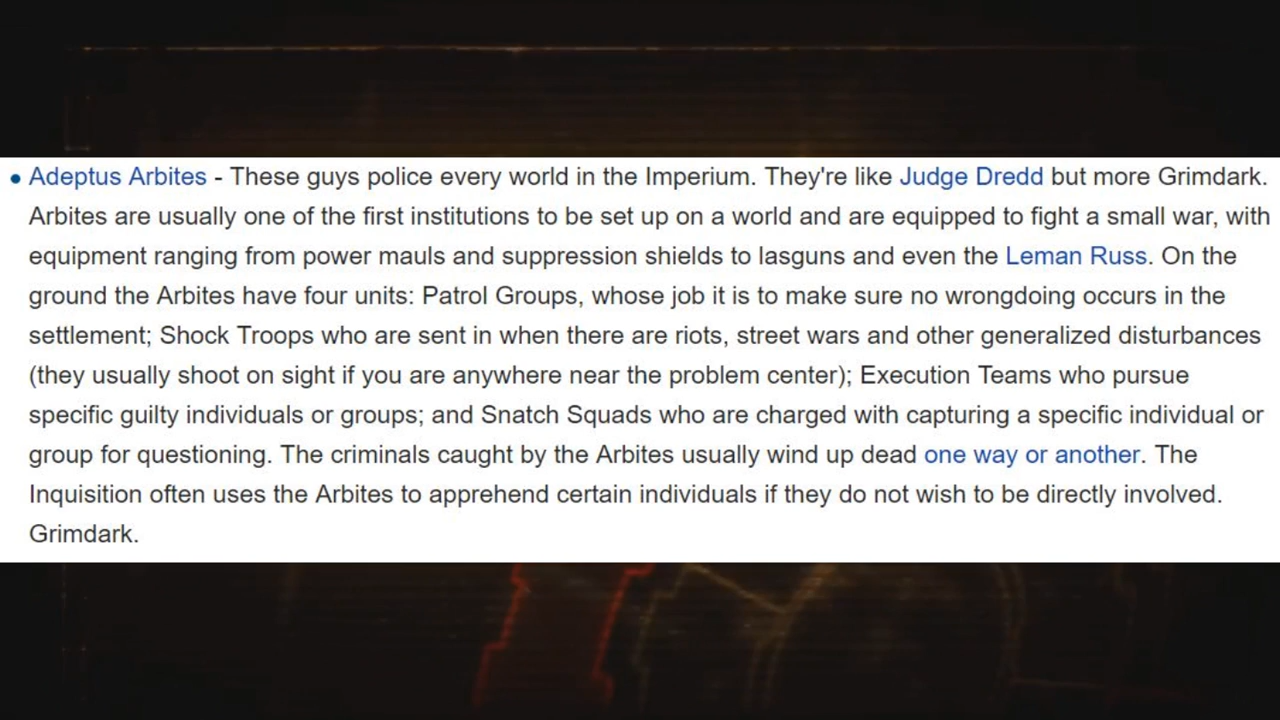 • Adeptus Arbites - These guys police every world in the Imperium. They're like Judge Dredd but more Grimdark.
Arbites are usually one of the first institutions to be set up on a world and are equipped to fight a small war, with
equipment ranging from power mauls and suppression shields to lasguns and even the Leman Russ. On the
ground the Arbites have four units: Patrol Groups, whose job it is to make sure no wrongdoing occurs in the
settlement; Shock Troops who are sent in when there are riots, street wars and other generalized disturbances
(they usually shoot on sight if you are anywhere near the problem center); Execution Teams who pursue
specific guilty individuals or groups; and Snatch Squads who are charged with capturing a specific individual or
group for questioning. The criminals caught by the Arbites usually wind up dead one way or another. The
Inquisition often uses the Arbites to apprehend certain individuals if they do not wish to be directly involved.
Grimdark.